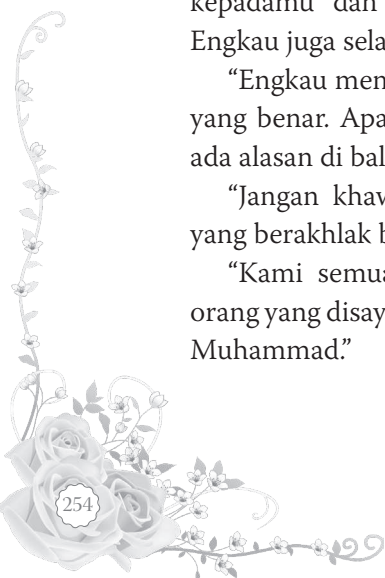 kepadamu dan
Engkau juga sela
“Engkau men
yang benar. Apa
ada alasan di bal
“Jangan khaw
yang berakhlak b
“Kami semua
orang yang disay
Muhammad.”
254